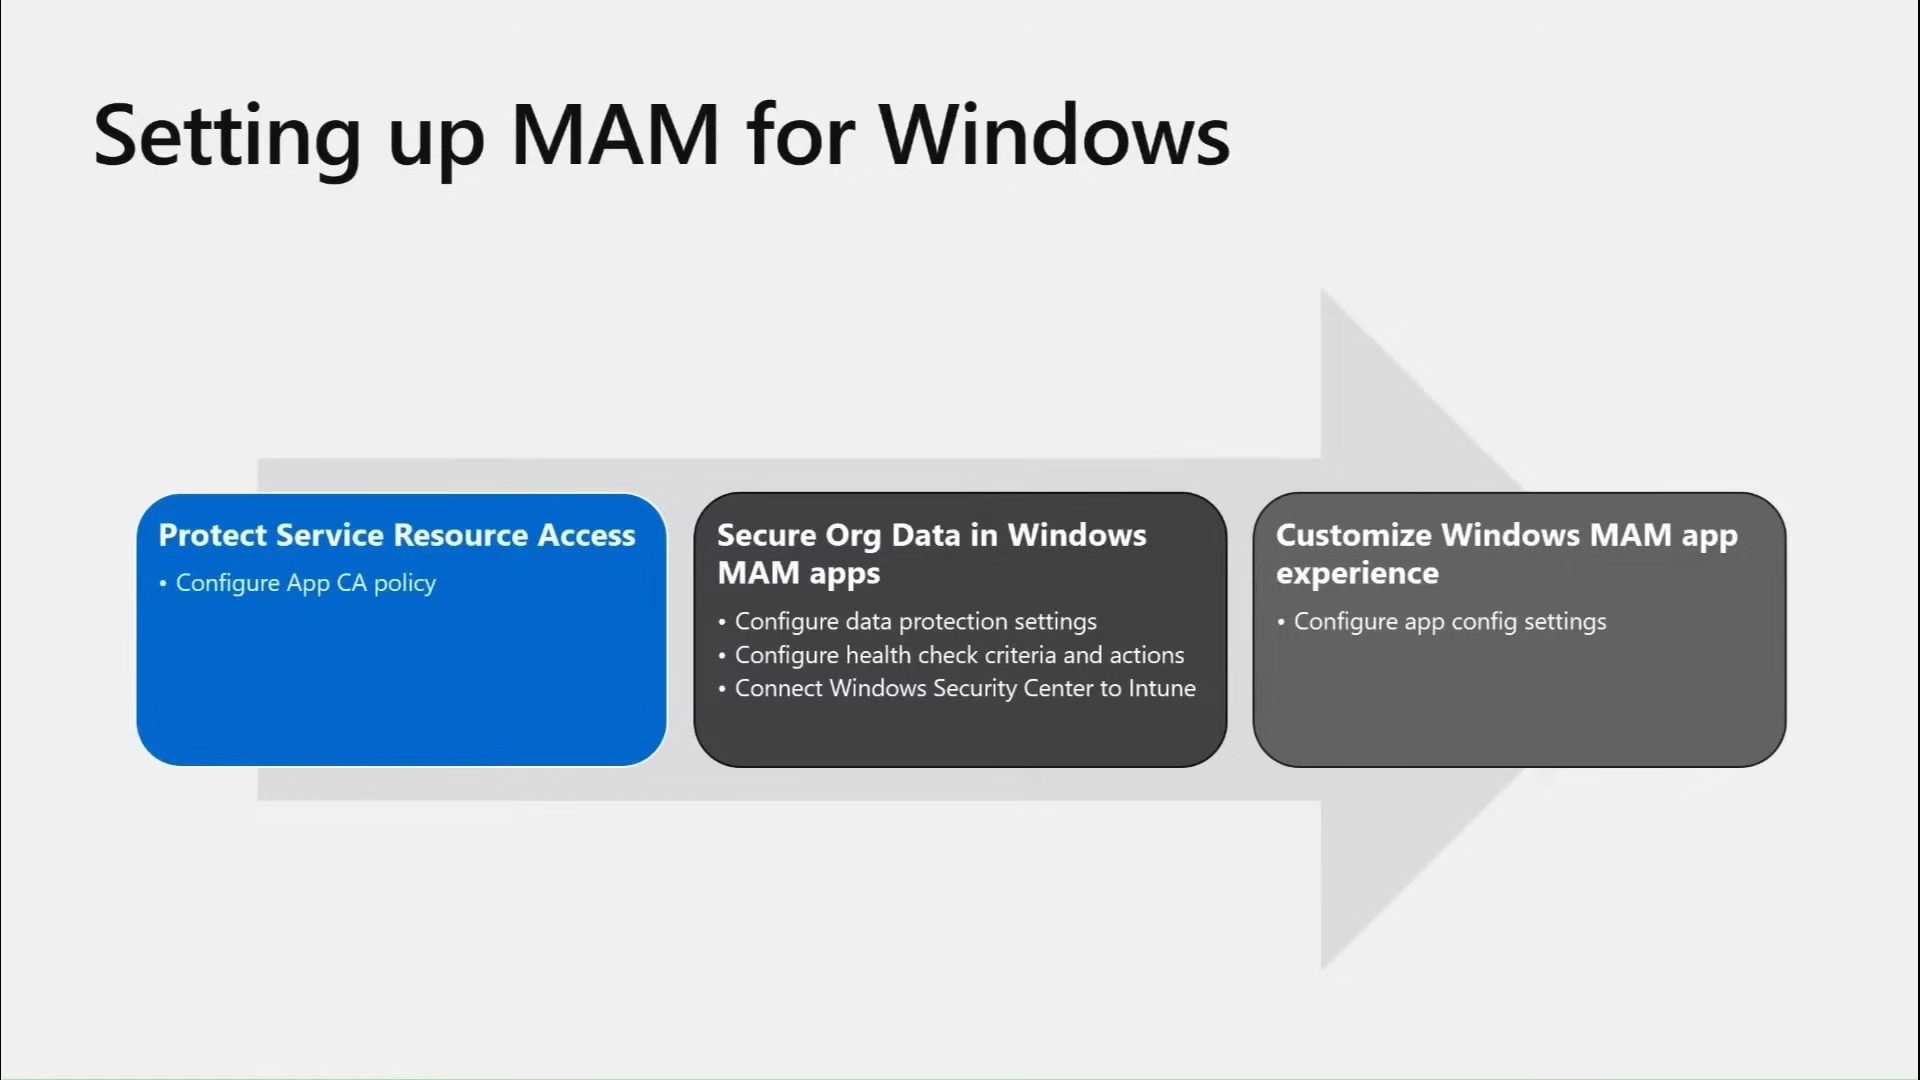 Setting up MAM for Windows
Protect Service Resource Access
• Configure App CA policy
Secure Org Data in Windows
MAM apps
• Configure data protection settings
• Configure health check criteria and actions
• Connect Windows Security Center to Intune
Customize Windows MAM app
experience
• Configure app config settings